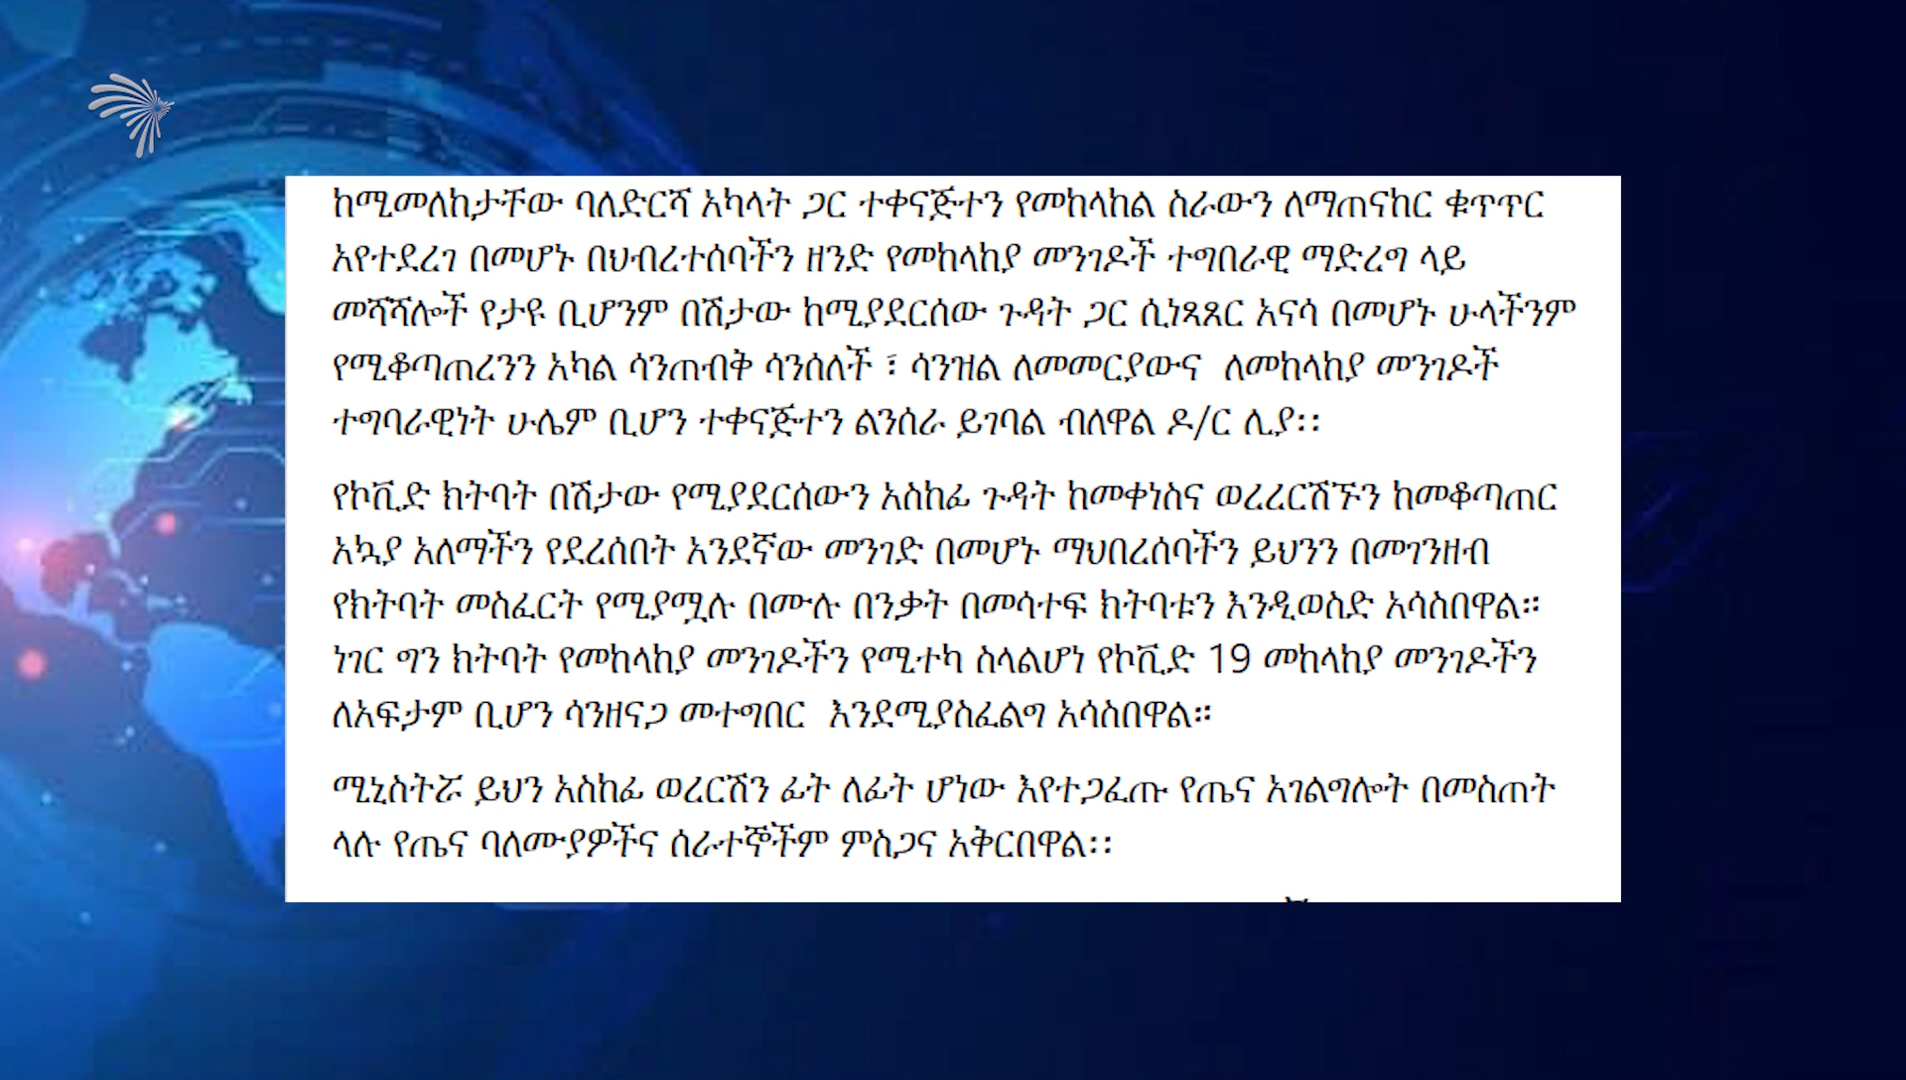 ከሚመለከታቸው ባለድርሻ አካላት ጋር ተቀናጅተን የመከላከል ስራውን ለማጠናከር ቁጥጥር
እየተደረገ በመሆኑ በህብረተሰባችን ዘንድ የመከላከያ መንገዶች ተግበራዊ ማድረግ ላይ
መሻሻሎች የታዩ ቢሆንም በሽታው ከሚያደርሰው ጉዳት ጋር ሲነጻጸር አናሳ በመሆኑ ሁላችንም
የሚቆጣጠረንን አካል ሳንጠብቅ ሳንሰለች ፣ ሳንዝል ለመመርያውና ለመከላከያ መንገዶች
ተግባራዊነት ሁሌም ቢሆን ተቀናጅተን ልንሰራ ይገባል ብለዋል ዶ/ር ሊያ፡፡
የኮቪድ ክትባት በሽታው የሚያደርሰውን አስከፊ ጉዳት ከመቀነስና ወረረርሽኙን ከመቆጣጠር
አኳያ አለማችን የደረሰበት አንደኛው መንገድ በመሆኑ ማህበረሰባችን ይህንን በመገንዘብ
የክትባት መስፈርት የሚያሟሉ በሙሉ በንቃት በመሳተፍ ክትባቱን እንዲወስድ አሳስበዋል።
ነገር ግን ክትባት የመከላከያ መንገዶችን የሚተካ ስላልሆነ የኮቪድ 19 መከላከያ መንገዶችን
ለአፍታም ቢሆን ሳንዘናጋ መተግበር እንደሚያስፈልግ አሳስበዋል።
ሚኒስትሯ ይህን አስከፊ ወረርሽን ፊት ለፊት ሆነው እየተጋፈጡ የጤና አገልግሎት በመስጠት
ላሉ የጤና ባለሙያዎችና ሰራተኞችም ምስጋና አቅርበዋል፡፡